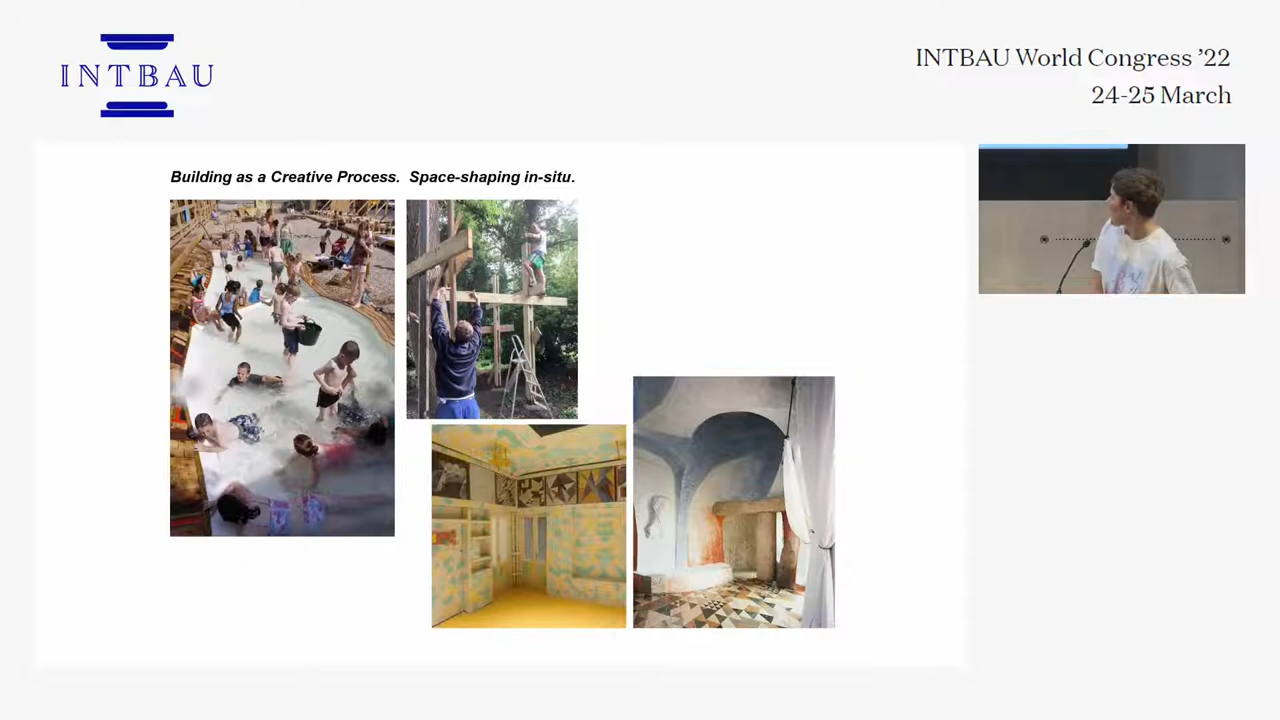 INTBAU
INTBAU World Congress ’22
24-25 March
Building as a Creative Process.  Space-shaping in-situ.